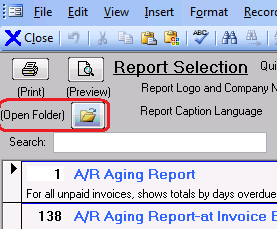 File Edit View Insert Format Records
Close ABC
Report Selection Qui
(Print) (Preview) Report Logo and Company N
(Open Folder) Report Caption Language
Search:
1 A/R Aging Report
For all unpaid invoices, shows totals by days overdue
138 A/R Aging Report-at Invoice